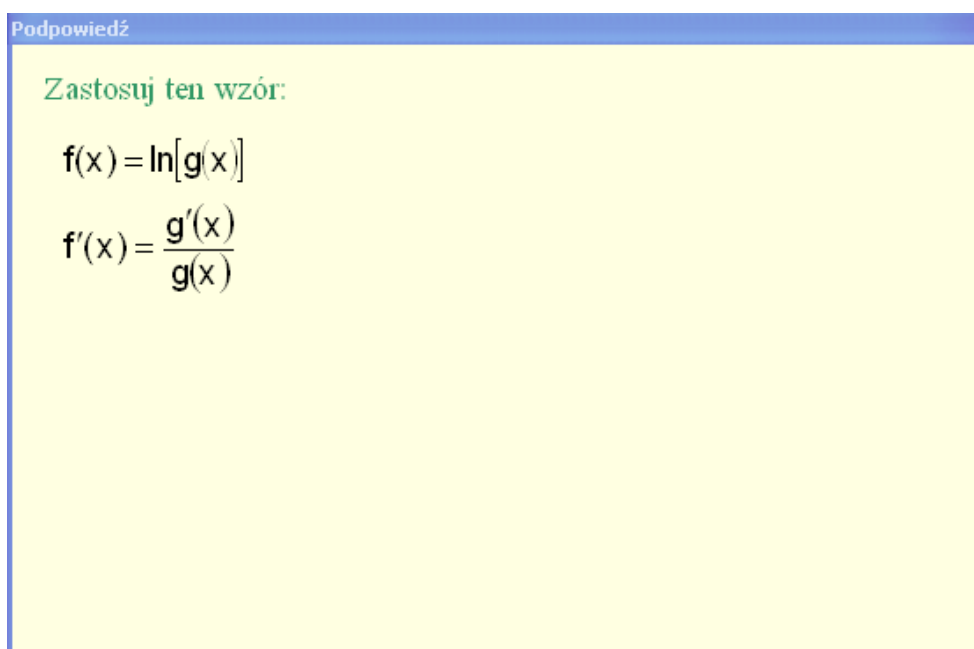 Podpowiedź
Zastosuj ten wzór:
f(x) = ln[g(x)]
f′(x) = g′(x) / g(x)